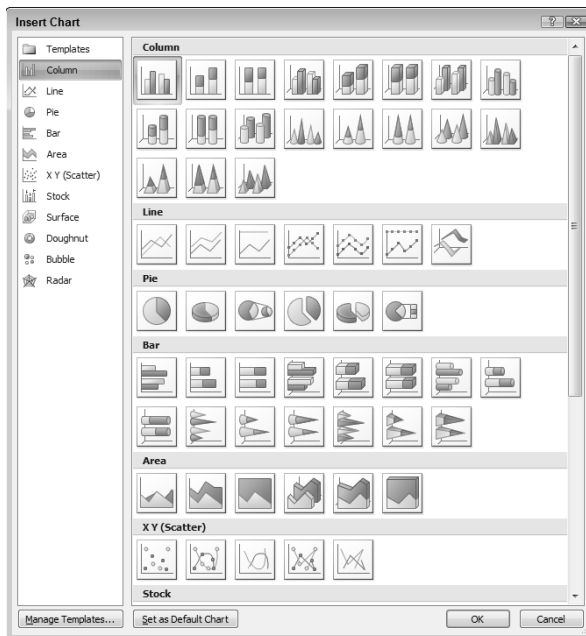 Insert Chart
Templates
Column
Line
Pie
Bar
Area
X Y (Scatter)
Stock
Surface
Doughnut
Bubble
Radar
Column
Line
Pie
Bar
Area
X Y (Scatter)
Stock
Manage Templates...
Set as Default Chart
OK
Cancel